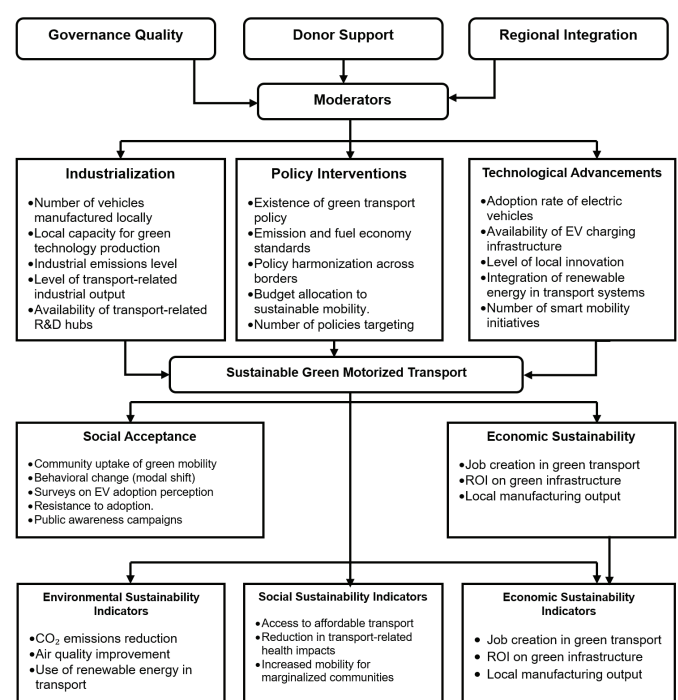 Governance Quality
Donor Support
Regional Integration
Moderators
Industrialization
•Number of vehicles
manufactured locally
•Local capacity for green
technology production
•Industrial emissions level
•Level of transport-related
industrial output
•Availability of transport-related
R&D hubs
Policy Interventions
•Existence of green transport
policy
•Emission and fuel economy
standards
•Policy harmonization across
borders
•Budget allocation to
sustainable mobility.
•Number of policies targeting
Technological Advancements
•Adoption rate of electric
vehicles
•Availability of EV charging
infrastructure
•Level of local innovation
•Integration of renewable
energy in transport systems
•Number of smart mobility
initiatives
Sustainable Green Motorized Transport
Social Acceptance
•Community uptake of green mobility
•Behavioral change (modal shift)
•Surveys on EV adoption perception
•Resistance to adoption.
•Public awareness campaigns
Economic Sustainability
•Job creation in green transport
•ROI on green infrastructure
•Local manufacturing output
Environmental Sustainability
Indicators
•CO₂ emissions reduction
•Air quality improvement
•Use of renewable energy in
transport
Social Sustainability Indicators
•Access to affordable transport
•Reduction in transport-related
health impacts
•Increased mobility for
marginalized communities
Economic Sustainability
Indicators
• Job creation in green transport
• ROI on green infrastructure
• Local manufacturing output